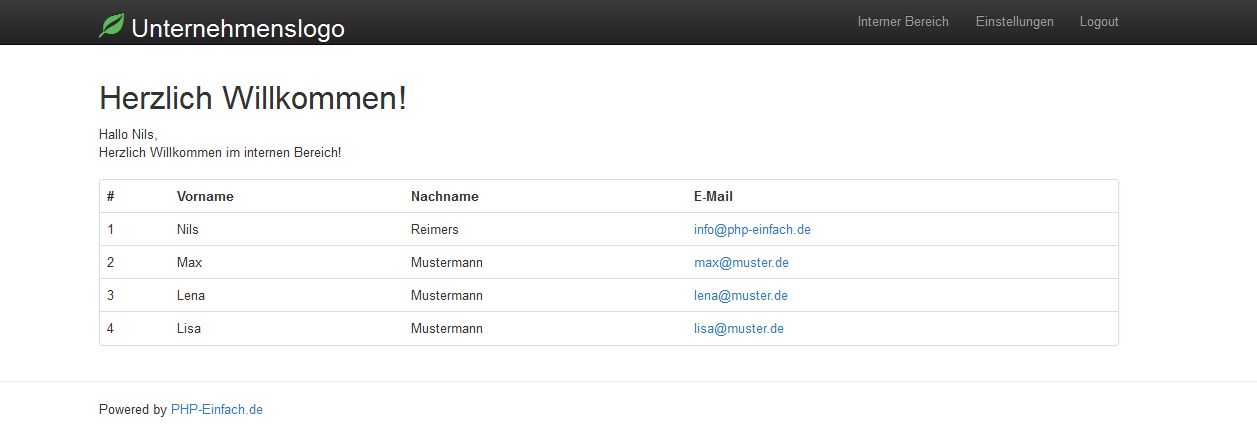 Unternehmenslogo Interner Bereich Einstellungen Logout
Herzlich Willkommen!
Hallo Nils,
Herzlich Willkommen im internen Bereich!
# Vorname Nachname E-Mail
1 Nils Reimers info@php-einfach.de
2 Max Mustermann max@muster.de
3 Lena Mustermann lena@muster.de
4 Lisa Mustermann lisa@muster.de
Powered by PHP-Einfach.de